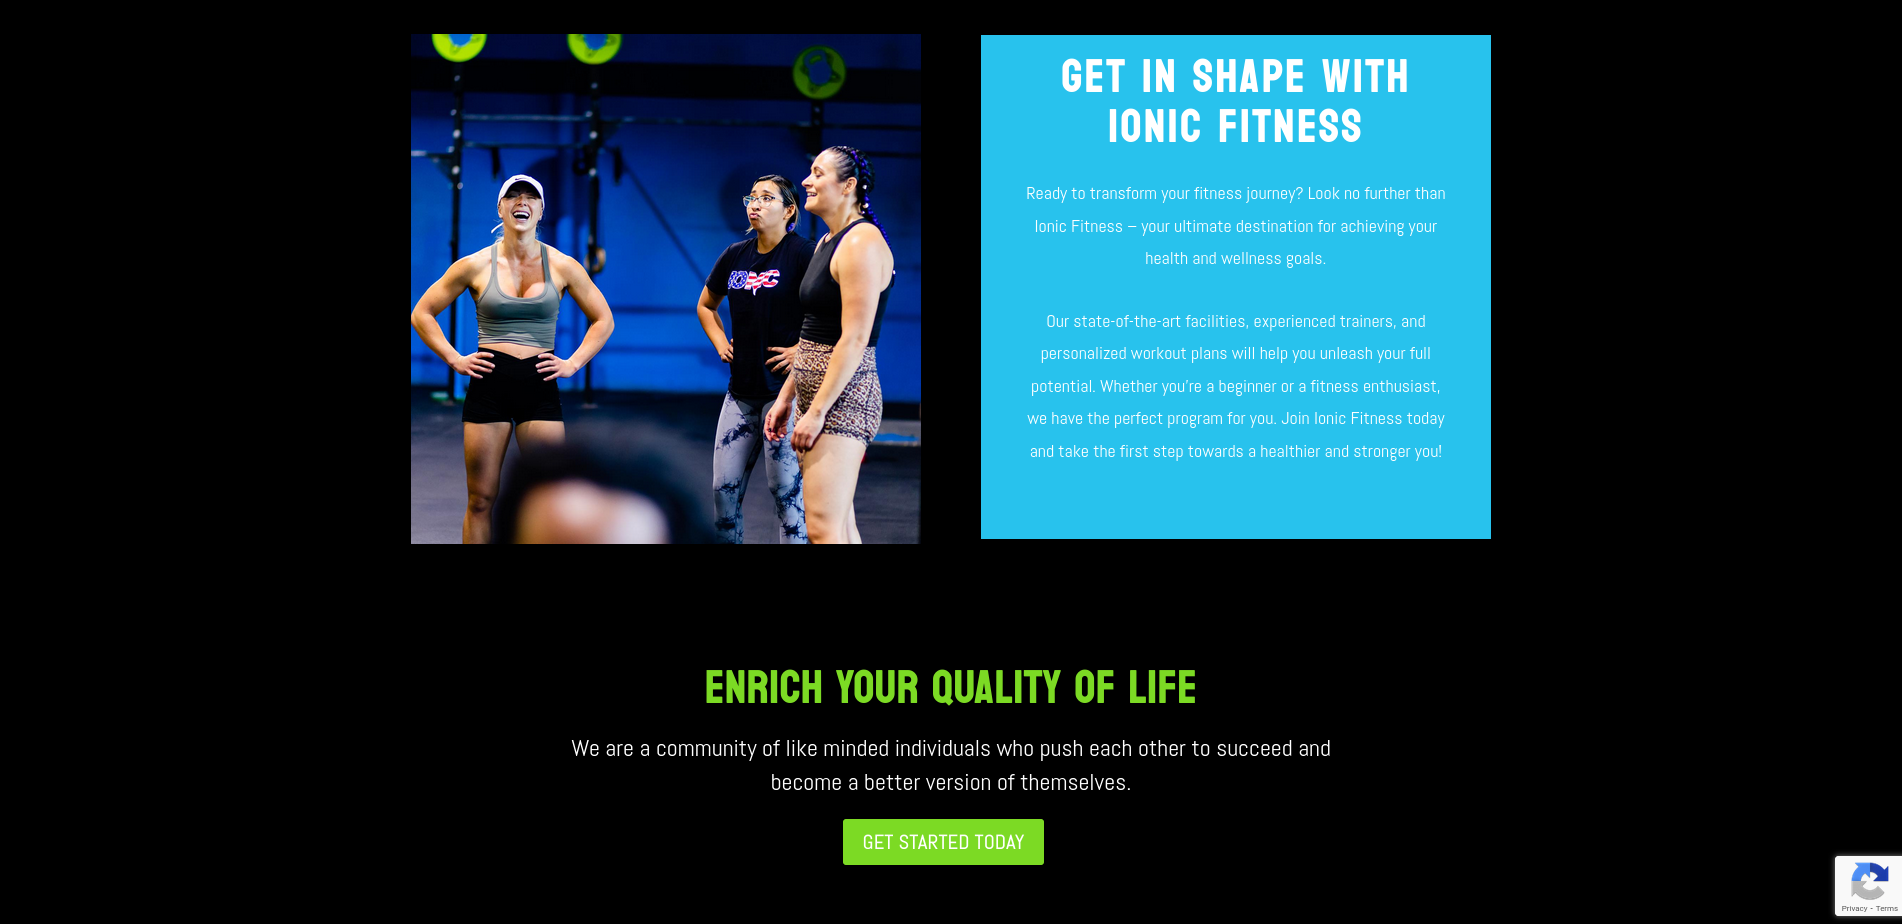 IONIC
GET IN SHAPE WITH
IONIC FITNESS
Ready to transform your fitness journey? Look no further than
Ionic Fitness – your ultimate destination for achieving your
health and wellness goals.
Our state-of-the-art facilities, experienced trainers, and
personalized workout plans will help you unleash your full
potential. Whether you're a beginner or a fitness enthusiast,
we have the perfect program for you. Join Ionic Fitness today
and take the first step towards a healthier and stronger you!
ENRICH YOUR QUALITY OF LIFE
We are a community of like minded individuals who push each other to succeed and
become a better version of themselves.
GET STARTED TODAY
Privacy - Terms